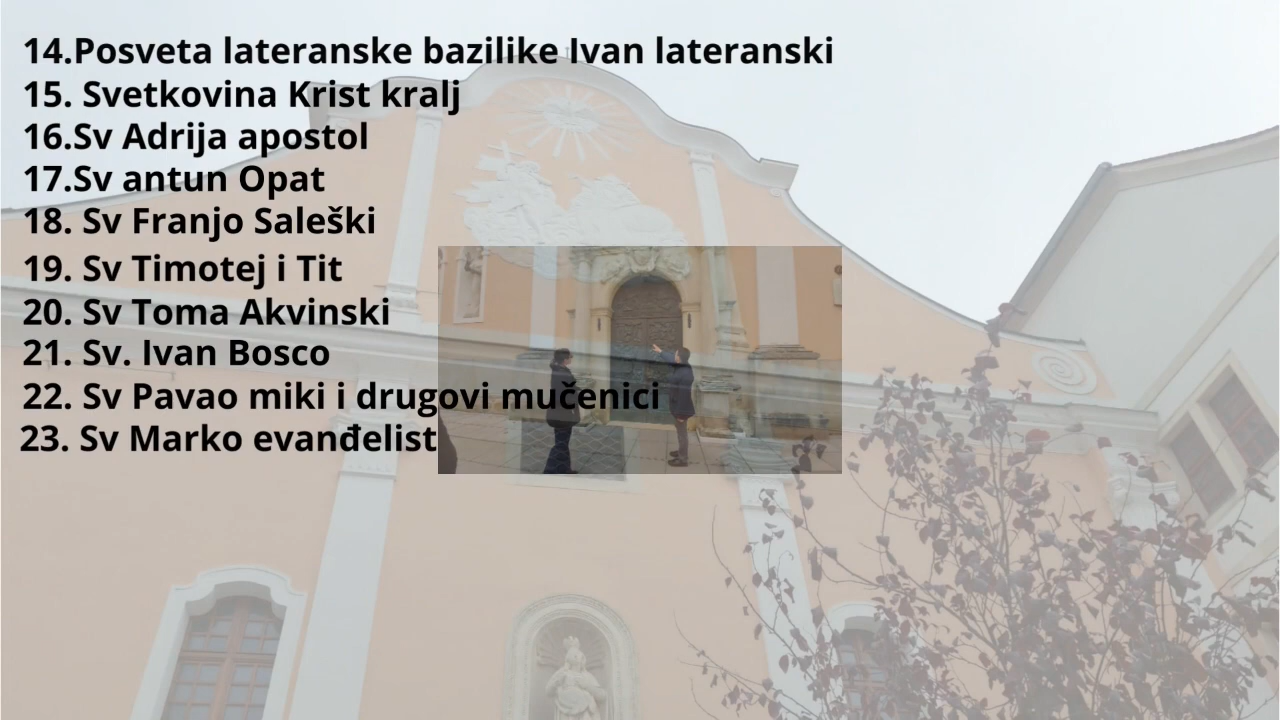 14.Posveta lateranske bazilike Ivan lateranski
15. Svetkovina Krist kralj
16.Sv Adrija apostol
17.Sv antun Opat
18. Sv Franjo Saleški
19. Sv Timotej i Tit
20. Sv Toma Akvinski
21. Sv. Ivan Bosco
22. Sv Pavao miki i drugovi mučenici
23. Sv Marko evanđelist